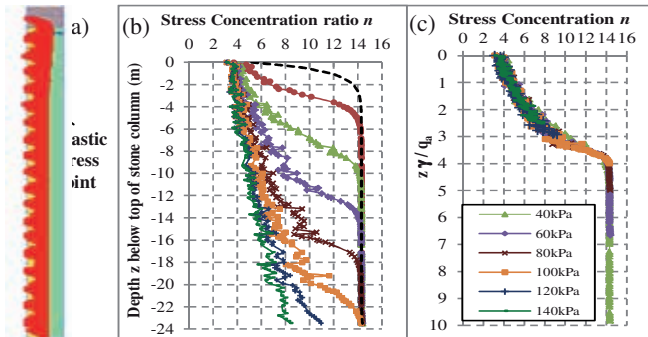 a)
astic
ress
oint
(b)
Stress Concentration ratio n
0 2 4 6 8 10 12 14 16
Depth z below top of stone column (m)
0
-2
-4
-6
-8
-10
-12
-14
-16
-18
-20
-22
-24
(c)
Stress Concentration n
0 2 4 6 8 10 12 14 16
z γ/qa
0
1
2
3
4
5
6
7
8
9
10
40kPa
60kPa
80kPa
100kPa
120kPa
140kPa